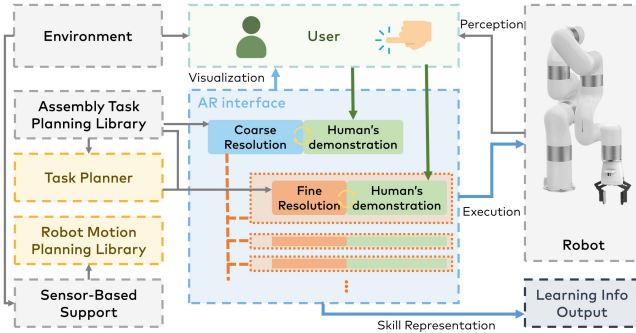 Environment
User
Perception
Visualization
AR interface
Assembly Task
Planning Library
Coarse
Resolution
Human's
demonstration
Task Planner
Fine
Resolution
Human's
demonstration
Execution
Robot Motion
Planning Library
Robot
Sensor-Based
Support
Learning Info
Output
Skill Representation